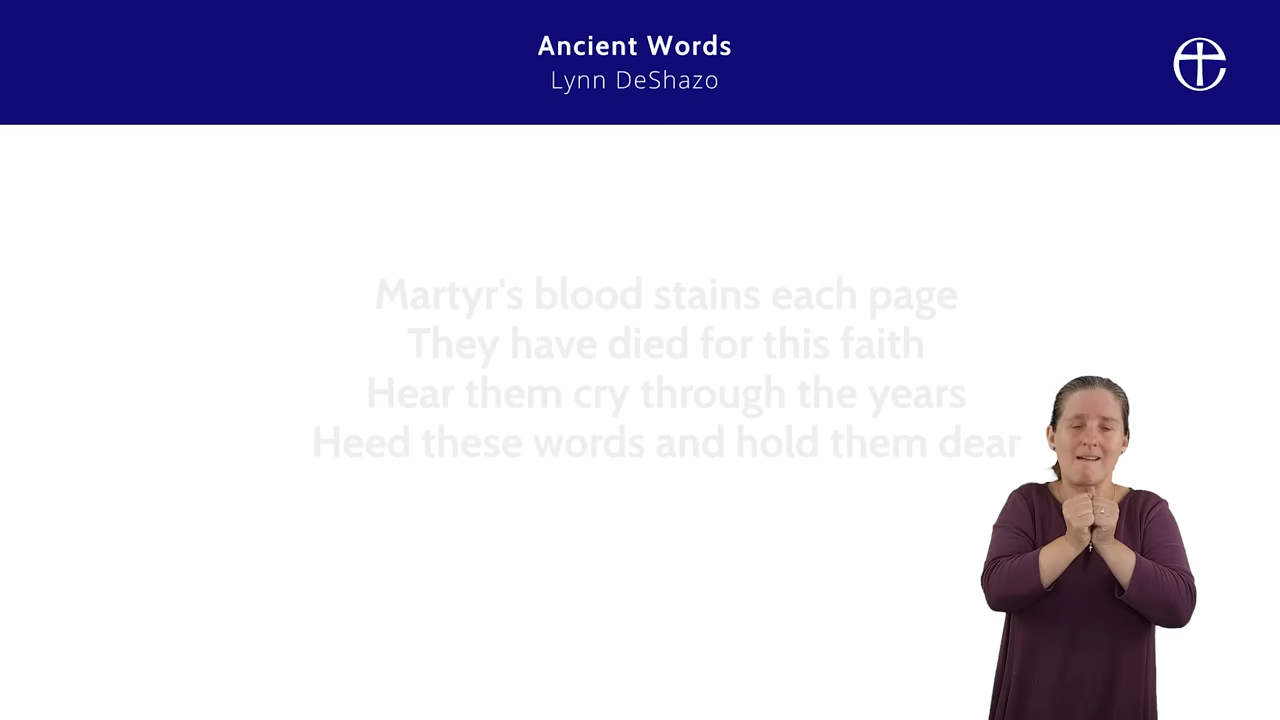 Ancient Words
Lynn DeShazo
Martyr's blood stains each page
They have died for this faith
Hear them cry through the years
Heed these words and hold them dear